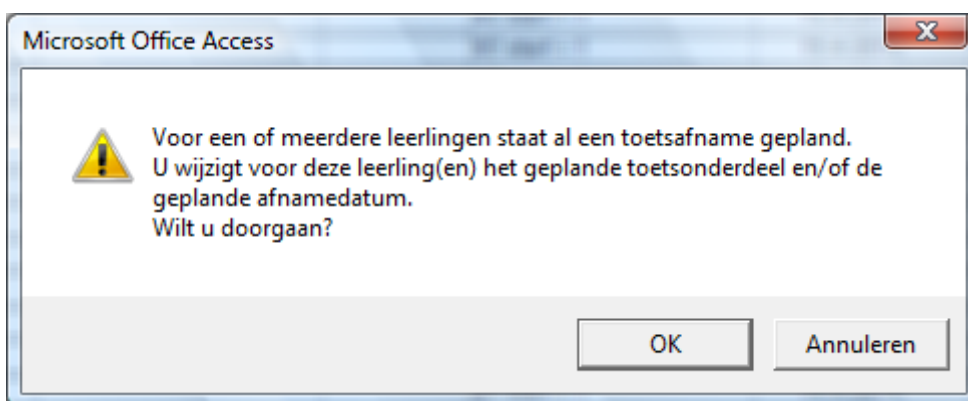 Microsoft Office Access
Voor een of meerdere leerlingen staat al een toetsafname gepland.
U wijzigt voor deze leerling(en) het geplande toetsonderdeel en/of de
geplande afnamedatum.
Wilt u doorgaan?
OK
Annuleren